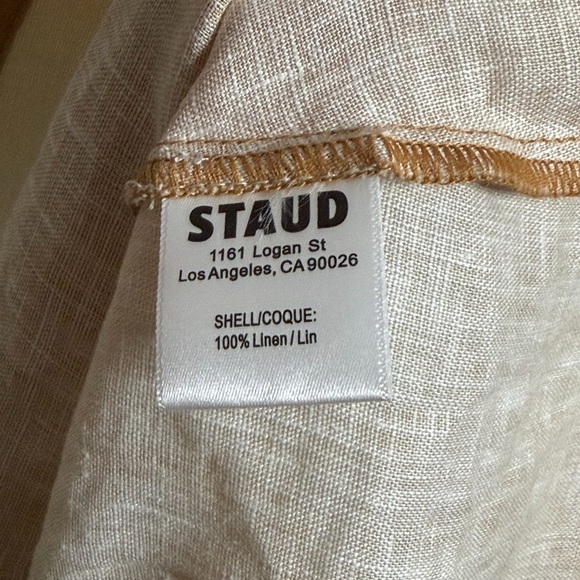 STAUD
1161 Logan St
Los Angeles, CA 90026
SHELL/COQUE:
100% Linen / Lin